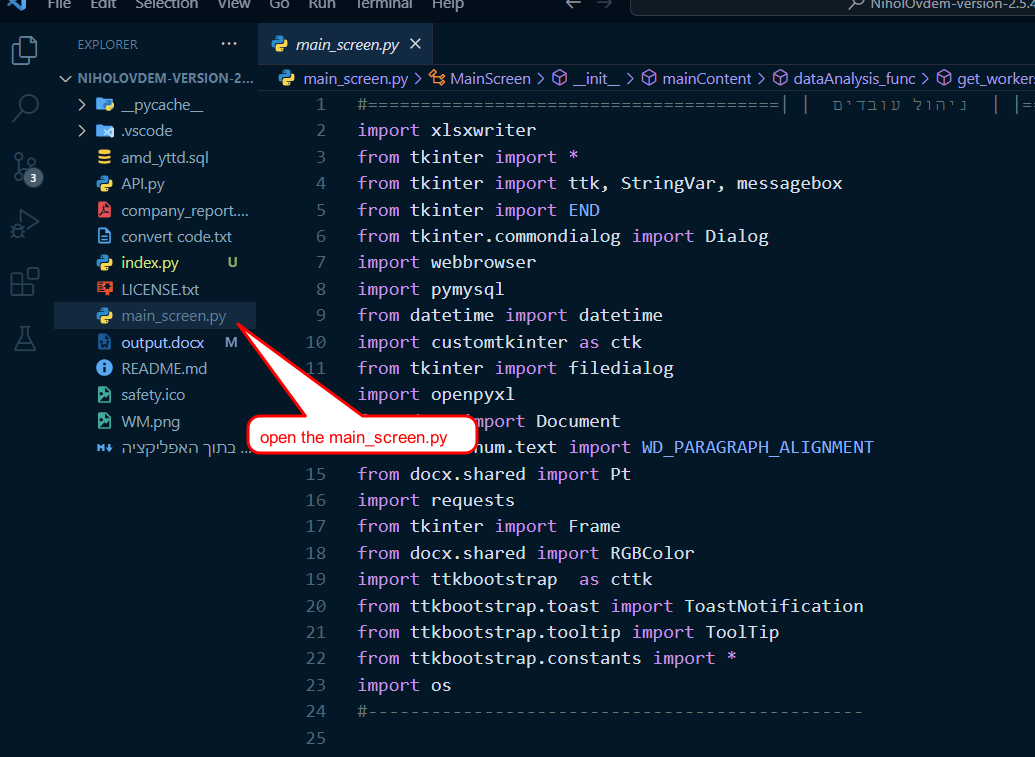 File Edit Selection View Go Run Terminal Help
NiholOvdem-version-2.5.4
EXPLORER ...
NIHOLOVDEM-VERSION-2...
__pycache__
.vscode
amd_yttd.sql
API.py
company_report....
convert code.txt
index.py U
LICENSE.txt
main_screen.py
output.docx M
README.md
safety.ico
WM.png
בתוך האפליקציה ...
3
main_screen.py
main_screen.py > MainScreen > __init__ > mainContent > dataAnalysis_func > get_workers
1 #=======================================| | ניהול עובדים | |==
2 import xlsxwriter
3 from tkinter import *
4 from tkinter import ttk, StringVar, messagebox
5 from tkinter import END
6 from tkinter.commondialog import Dialog
7 import webbrowser
8 import pymysql
9 from datetime import datetime
10 import customtkinter as ctk
11 from tkinter import filedialog
import openpyxl
import Document
num.text import WD_PARAGRAPH_ALIGNMENT
15 from docx.shared import Pt
16 import requests
17 from tkinter import Frame
18 from docx.shared import RGBColor
19 import ttkbootstrap as cttk
20 from ttkbootstrap.toast import ToastNotification
21 from ttkbootstrap.tooltip import ToolTip
22 from ttkbootstrap.constants import *
23 import os
24 #-----------------------------------------------
25
open the main_screen.py